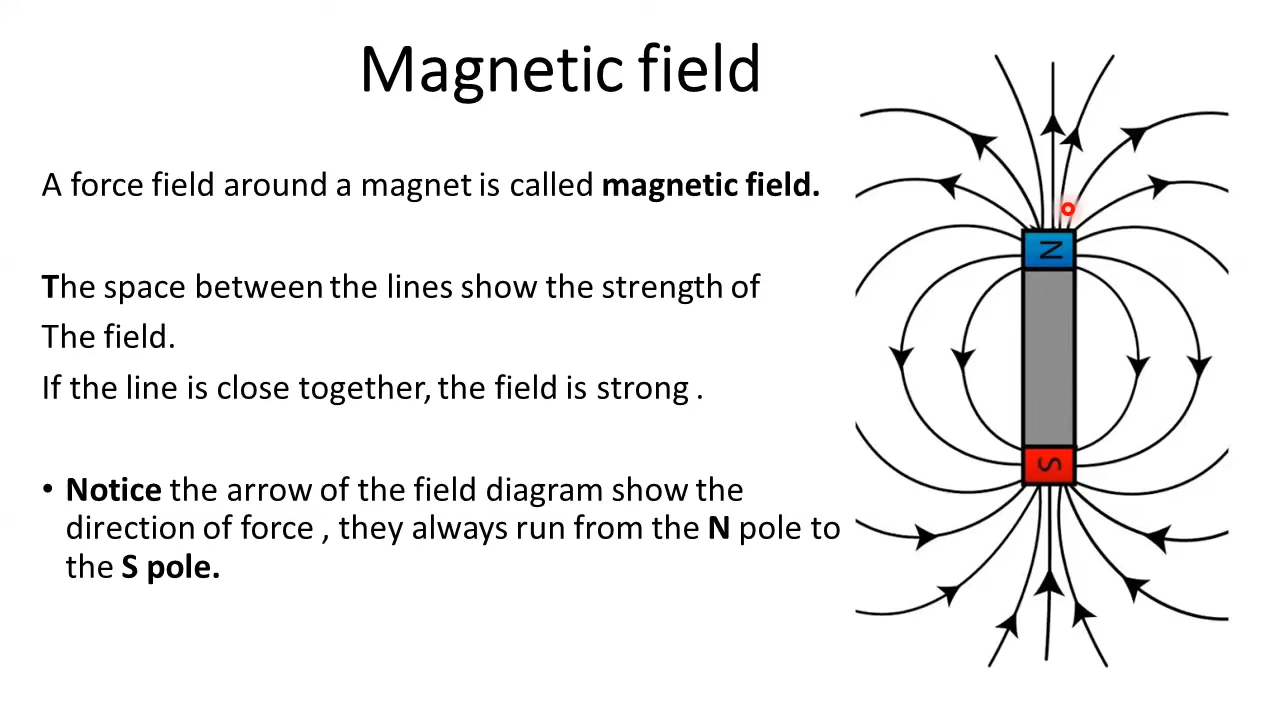 Magnetic field
A force field around a magnet is called magnetic field.
The space between the lines show the strength of
The field.
If the line is close together, the field is strong .
• Notice the arrow of the field diagram show the
direction of force , they always run from the N pole to
the S pole.
N
S